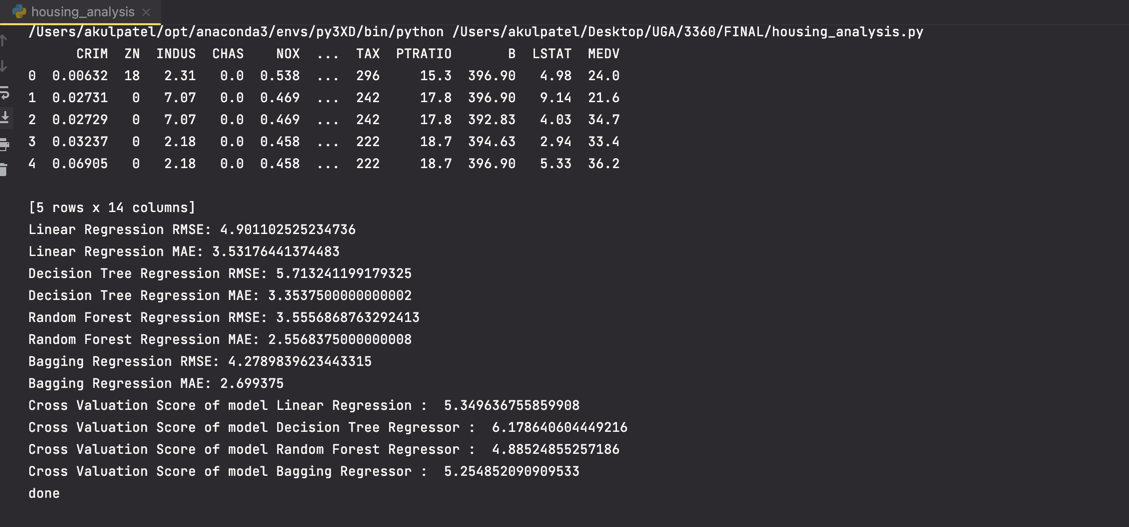 housing_analysis ×
/Users/akulpatel/opt/anaconda3/envs/py3XD/bin/python /Users/akulpatel/Desktop/UGA/3360/FINAL/housing_analysis.py
CRIM ZN INDUS CHAS NOX ... TAX PTRATIO B LSTAT MEDV
0 0.00632 18 2.31 0.0 0.538 ... 296 15.3 396.90 4.98 24.0
1 0.02731 0 7.07 0.0 0.469 ... 242 17.8 396.90 9.14 21.6
2 0.02729 0 7.07 0.0 0.469 ... 242 17.8 392.83 4.03 34.7
3 0.03237 0 2.18 0.0 0.458 ... 222 18.7 394.63 2.94 33.4
4 0.06905 0 2.18 0.0 0.458 ... 222 18.7 396.90 5.33 36.2
[5 rows x 14 columns]
Linear Regression RMSE: 4.901102525234736
Linear Regression MAE: 3.53176441374483
Decision Tree Regression RMSE: 5.713241199179325
Decision Tree Regression MAE: 3.3537500000000002
Random Forest Regression RMSE: 3.5556868763292413
Random Forest Regression MAE: 2.5568375000000008
Bagging Regression RMSE: 4.2789839623443315
Bagging Regression MAE: 2.699375
Cross Valuation Score of model Linear Regression :  5.349636755859908
Cross Valuation Score of model Decision Tree Regressor :  6.178640604449216
Cross Valuation Score of model Random Forest Regressor :  4.88524855257186
Cross Valuation Score of model Bagging Regressor :  5.254852090909533
done